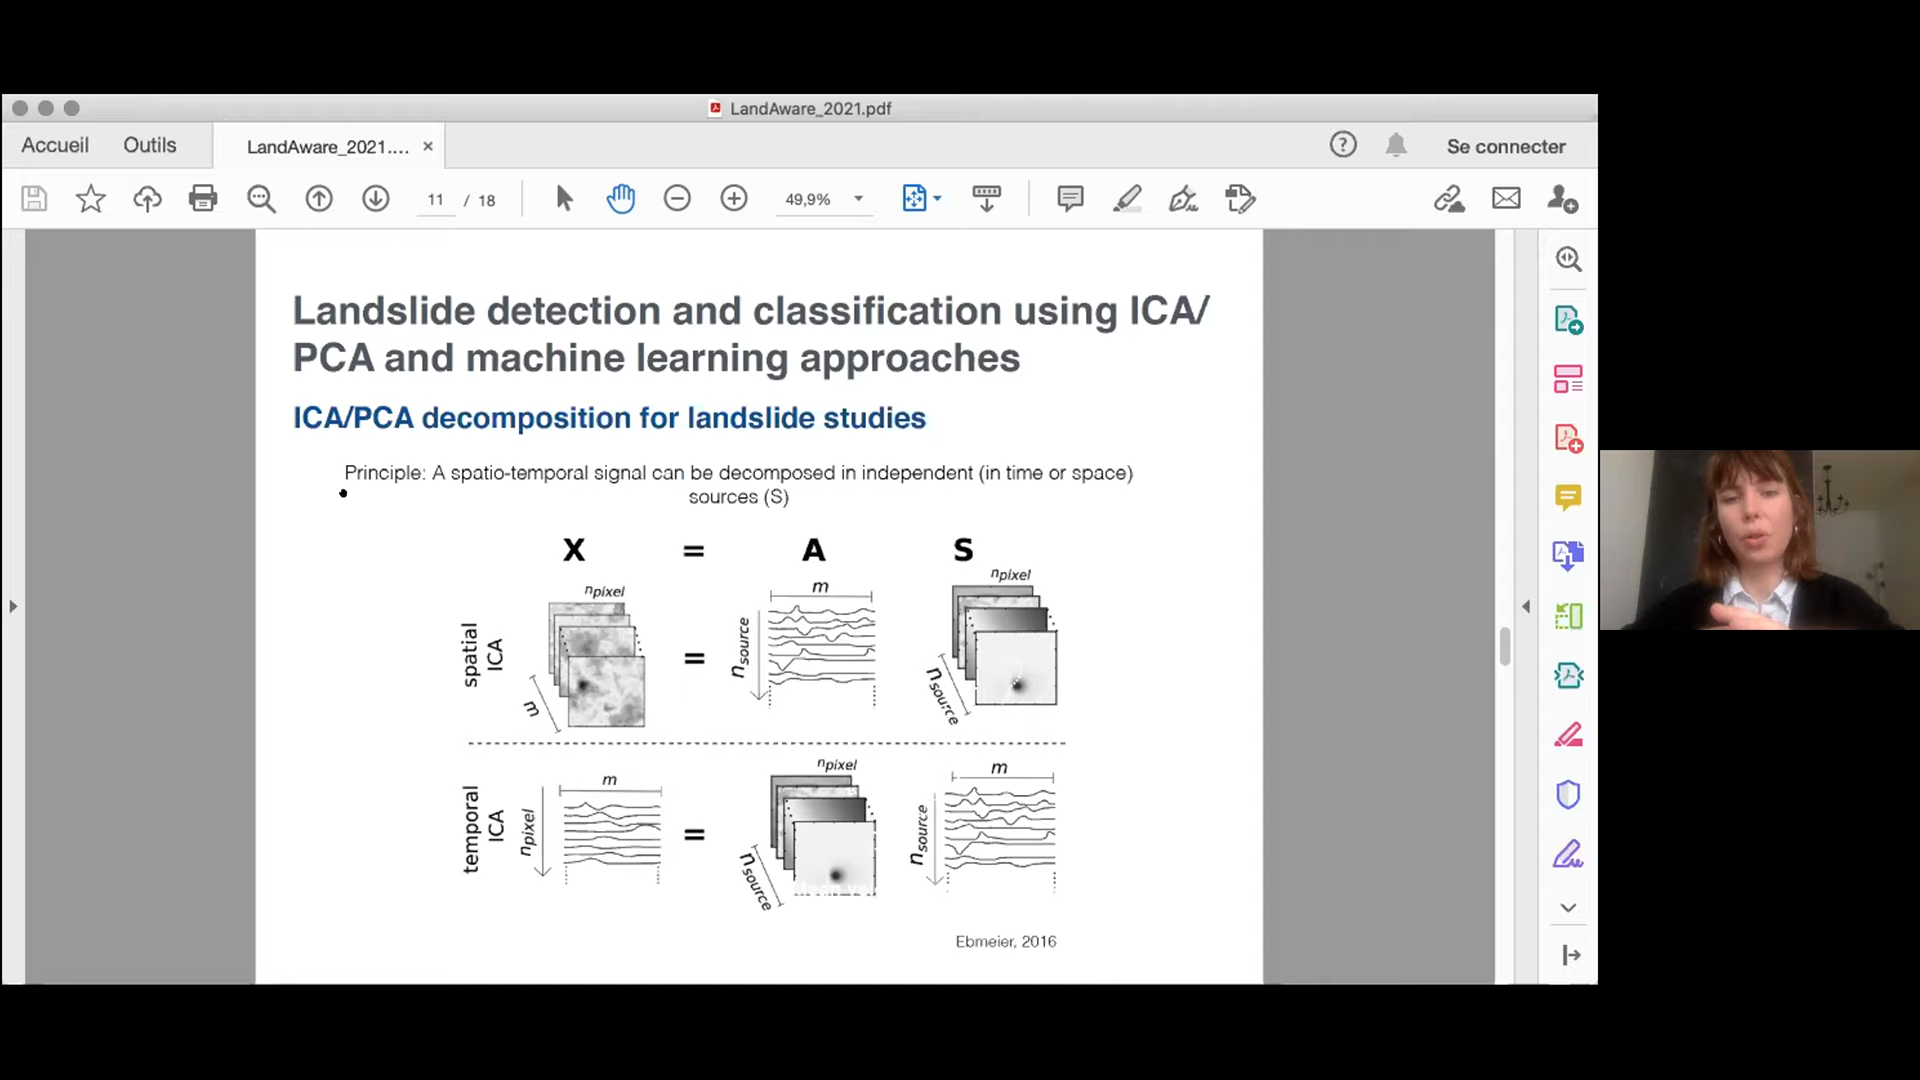 LandAware_2021.pdf
Accueil Outils LandAware_2021.... × Se connecter
11 / 18 49,9%
Landslide detection and classification using ICA/
PCA and machine learning approaches
ICA/PCA decomposition for landslide studies
Principle: A spatio-temporal signal can be decomposed in independent (in time or space)
sources (S)
X = A S
spatial
ICA
npixel
m
=
m
nsource
npixel
nsource
temporal
ICA
m
npixel
=
npixel
nsource
m
nsource
Ebmeier, 2016